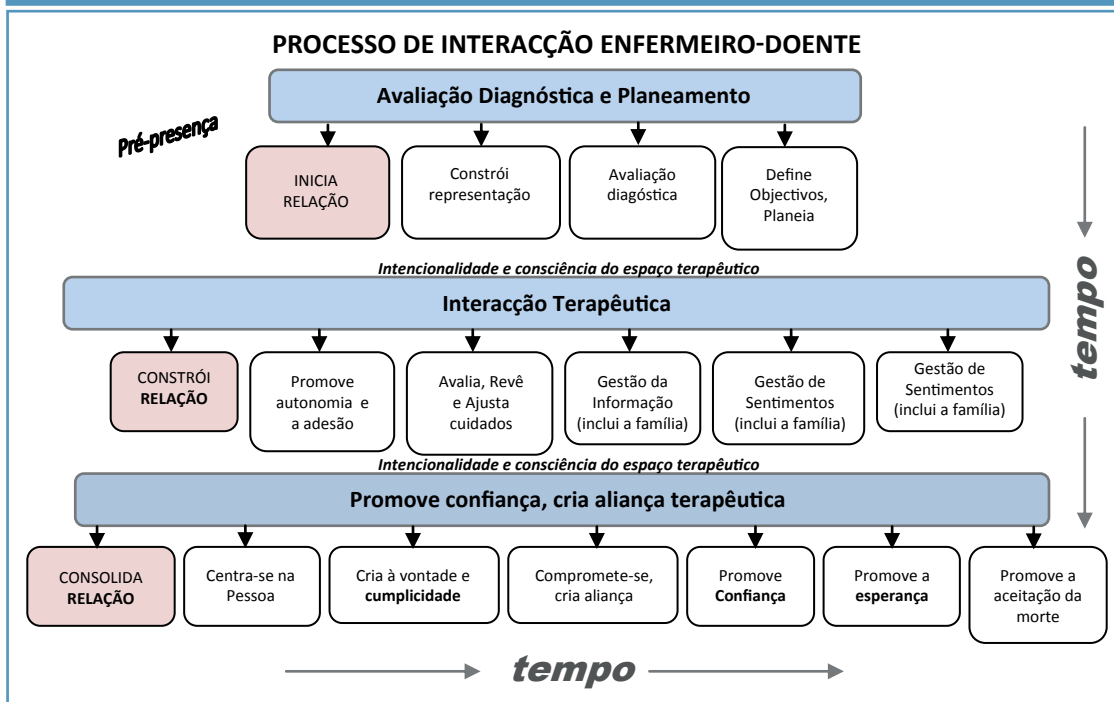 PROCESSO DE INTERACÇÃO ENFERMEIRO-DOENTE
Avaliação Diagnóstica e Planeamento
Pré-presença
INICIA
RELAÇÃO
Constrói
representação
Avaliação
diagnóstica
Define
Objectivos,
Planeia
Intencionalidade e consciência do espaço terapêutico
Interacção Terapêutica
CONSTRÓI
RELAÇÃO
Promove
autonomia e
a adesão
Avalia, Revê
e Ajusta
cuidados
Gestão da
Informação
(inclui a família)
Gestão de
Sentimentos
(inclui a família)
Gestão de
Sentimentos
(inclui a família)
tempo
Intencionalidade e consciência do espaço terapêutico
Promove confiança, cria aliança terapêutica
CONSOLIDA
RELAÇÃO
Centra-se na
Pessoa
Cria à vontade e
cumplicidade
Compromete-se,
cria aliança
Promove
Confiança
Promove a
esperança
Promove a
aceitação da
morte
tempo